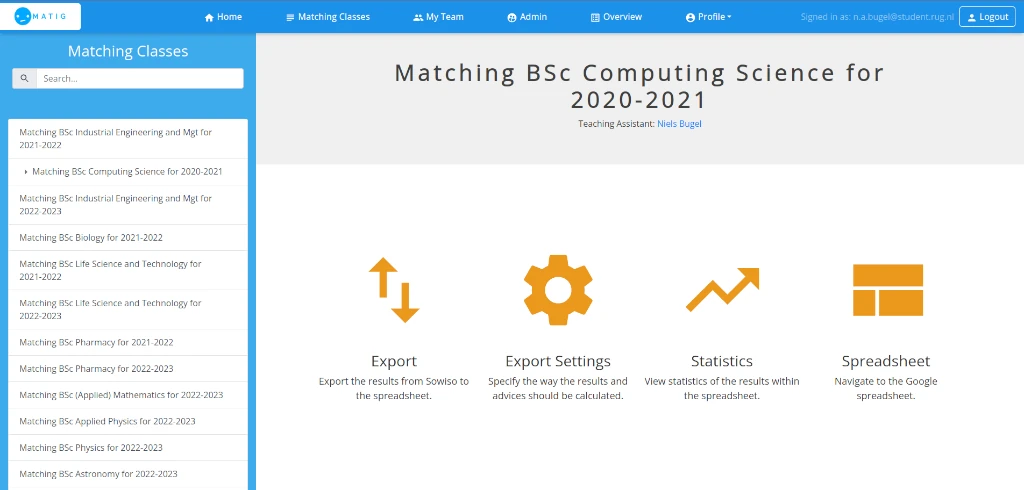 MATIG
Home
Matching Classes
My Team
Admin
Overview
Profile
Signed in as: n.a.bugel@student.rug.nl
Logout
Matching Classes
Search...
Matching BSc Industrial Engineering and Mgt for
2021-2022
Matching BSc Computing Science for 2020-2021
Matching BSc Industrial Engineering and Mgt for
2022-2023
Matching BSc Biology for 2021-2022
Matching BSc Life Science and Technology for
2021-2022
Matching BSc Life Science and Technology for
2022-2023
Matching BSc Pharmacy for 2021-2022
Matching BSc Pharmacy for 2022-2023
Matching BSc (Applied) Mathematics for 2022-2023
Matching BSc Applied Physics for 2022-2023
Matching BSc Physics for 2022-2023
Matching BSc Astronomy for 2022-2023
Matching BSc Computing Science for
2020-2021
Teaching Assistant: Niels Bugel
Export
Export the results from Sowiso to
the spreadsheet.
Export Settings
Specify the way the results and
advices should be calculated.
Statistics
View statistics of the results within
the spreadsheet.
Spreadsheet
Navigate to the Google
spreadsheet.